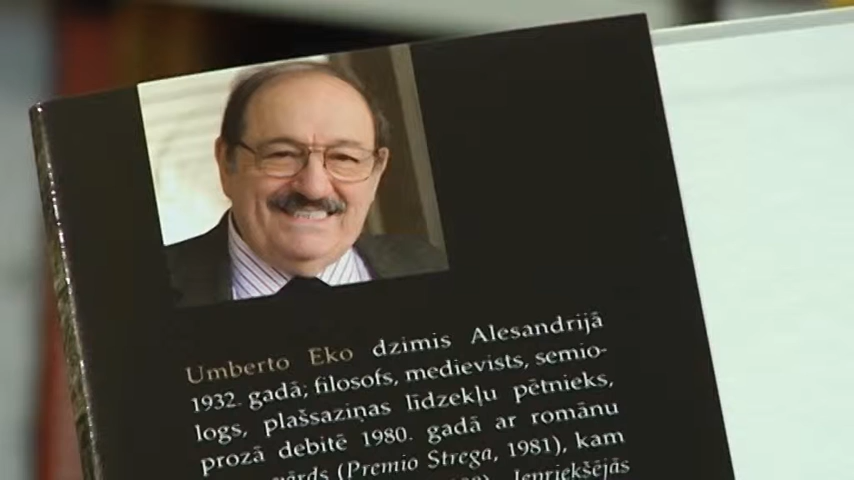 Umberto Eko dzimis Alesandrijā
1932. gadā; filosofs, medievists, semio-
logs, plašsaziņas līdzekļu pētnieks,
prozā debitē 1980. gadā ar romānu
(Premio Strega, 1981), kam
Iepriekšējās